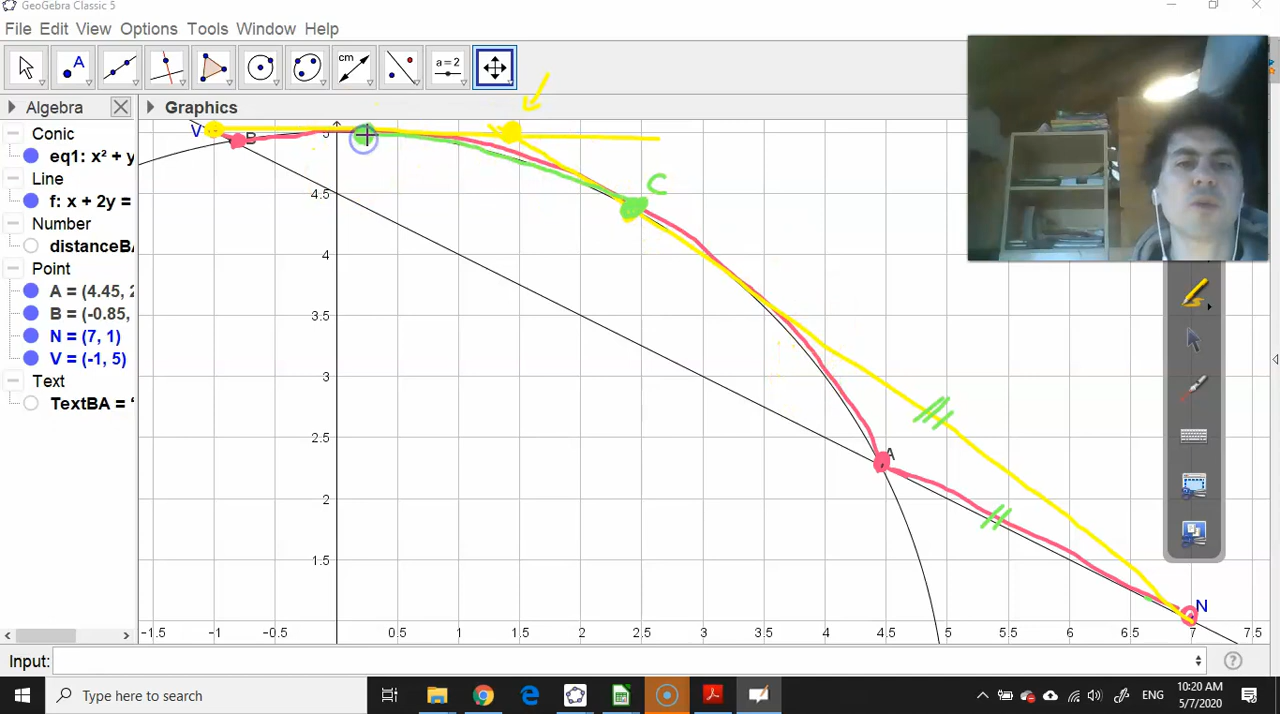 GeoGebra Classic 5
File Edit View Options Tools Window Help
A
cm
a=2
Algebra
Graphics
Conic
eq1: x² + y
Line
f: x + 2y =
Number
distanceBA
Point
A = (4.45, 2
B = (-0.85,
N = (7, 1)
V = (-1, 5)
Text
TextBA = “
V
B
C
A
N
5
4.5
4
3.5
3
2.5
2
1.5
-1.5 -1 -0.5 0.5 1 1.5 2 2.5 3 3.5 4 4.5 5 5.5 6 6.5 7 7.5
Input:
Type here to search
ENG
10:20 AM
5/7/2020